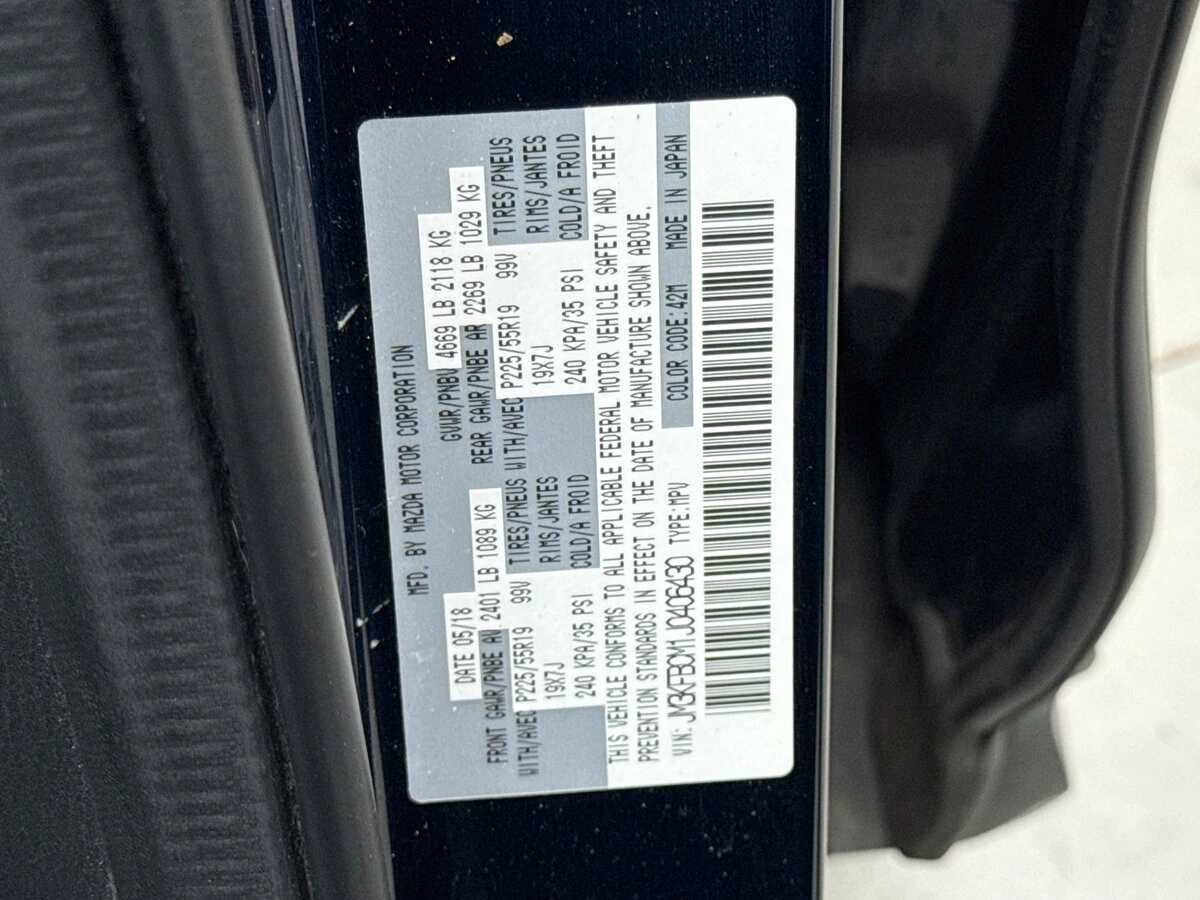 MFD. BY MAZDA MOTOR CORPORATION
DATE 05/18 GVWR/PNBV 4669 LB 2118 KG
FRONT GAWR/PNBE AV 2401 LB 1089 KG REAR GAWR/PNBE AR 2269 LB 1029 KG
WITH/AVEC P225/55R19 99V TIRES/PNEUS WITH/AVEC P225/55R19 99V TIRES/PNEUS
19X7J RIMS/JANTES 19X7J RIMS/JANTES
240 KPA/35 PSI COLD/A FROID 240 KPA/35 PSI COLD/A FROID
THIS VEHICLE CONFORMS TO ALL APPLICABLE FEDERAL MOTOR VEHICLE SAFETY AND THEFT
PREVENTION STANDARDS IN EFFECT ON THE DATE OF MANUFACTURE SHOWN ABOVE.
VIN: JM3KFBCM1J0406430 TYPE:MPV COLOR CODE:42M MADE IN JAPAN